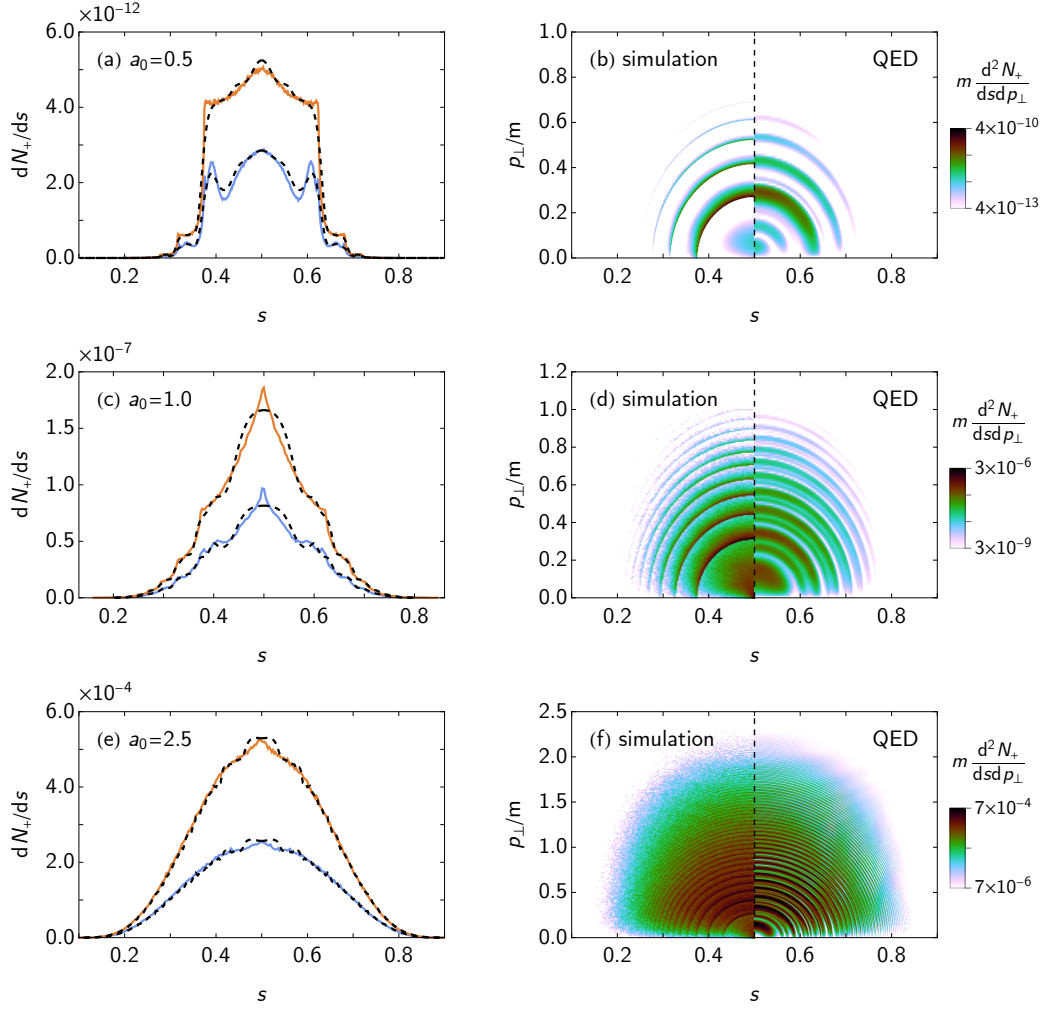 ×10⁻¹²
(a) a₀=0.5
dN₊/ds
6.0
4.0
2.0
0.0
0.2 0.4 0.6 0.8
s
(b) simulation QED
p⊥/m
1.0
0.8
0.6
0.4
0.2
0.0
0.2 0.4 0.6 0.8
s
m d²N₊/dsdp⊥
4×10⁻¹⁰
4×10⁻¹³
×10⁻⁷
(c) a₀=1.0
dN₊/ds
2.0
1.5
1.0
0.5
0.0
0.2 0.4 0.6 0.8
s
(d) simulation QED
p⊥/m
1.2
1.0
0.8
0.6
0.4
0.2
0.0
0.2 0.4 0.6 0.8
s
m d²N₊/dsdp⊥
3×10⁻⁶
3×10⁻⁹
×10⁻⁴
(e) a₀=2.5
dN₊/ds
6.0
4.0
2.0
0.0
0.2 0.4 0.6 0.8
s
(f) simulation QED
p⊥/m
2.5
2.0
1.5
1.0
0.5
0.0
0.2 0.4 0.6 0.8
s
m d²N₊/dsdp⊥
7×10⁻⁴
7×10⁻⁶